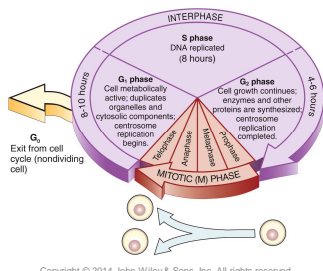 INTERPHASE
S phase
DNA replicated
(8 hours)
8-10 hours
G1 phase
Cell metabolically
active; duplicates
organelles and
cytosolic components;
centrosome
replication
begins.
G2 phase
Cell growth continues;
enzymes and other
proteins are synthesized;
centrosome
replication
completed.
4-6 hours
G0
Exit from cell
cycle (nondividing
cell)
Telophase
Anaphase
Metaphase
Prophase
MITOTIC (M) PHASE
Copyright © 2014 John Wiley & Sons, Inc. All rights reserved.